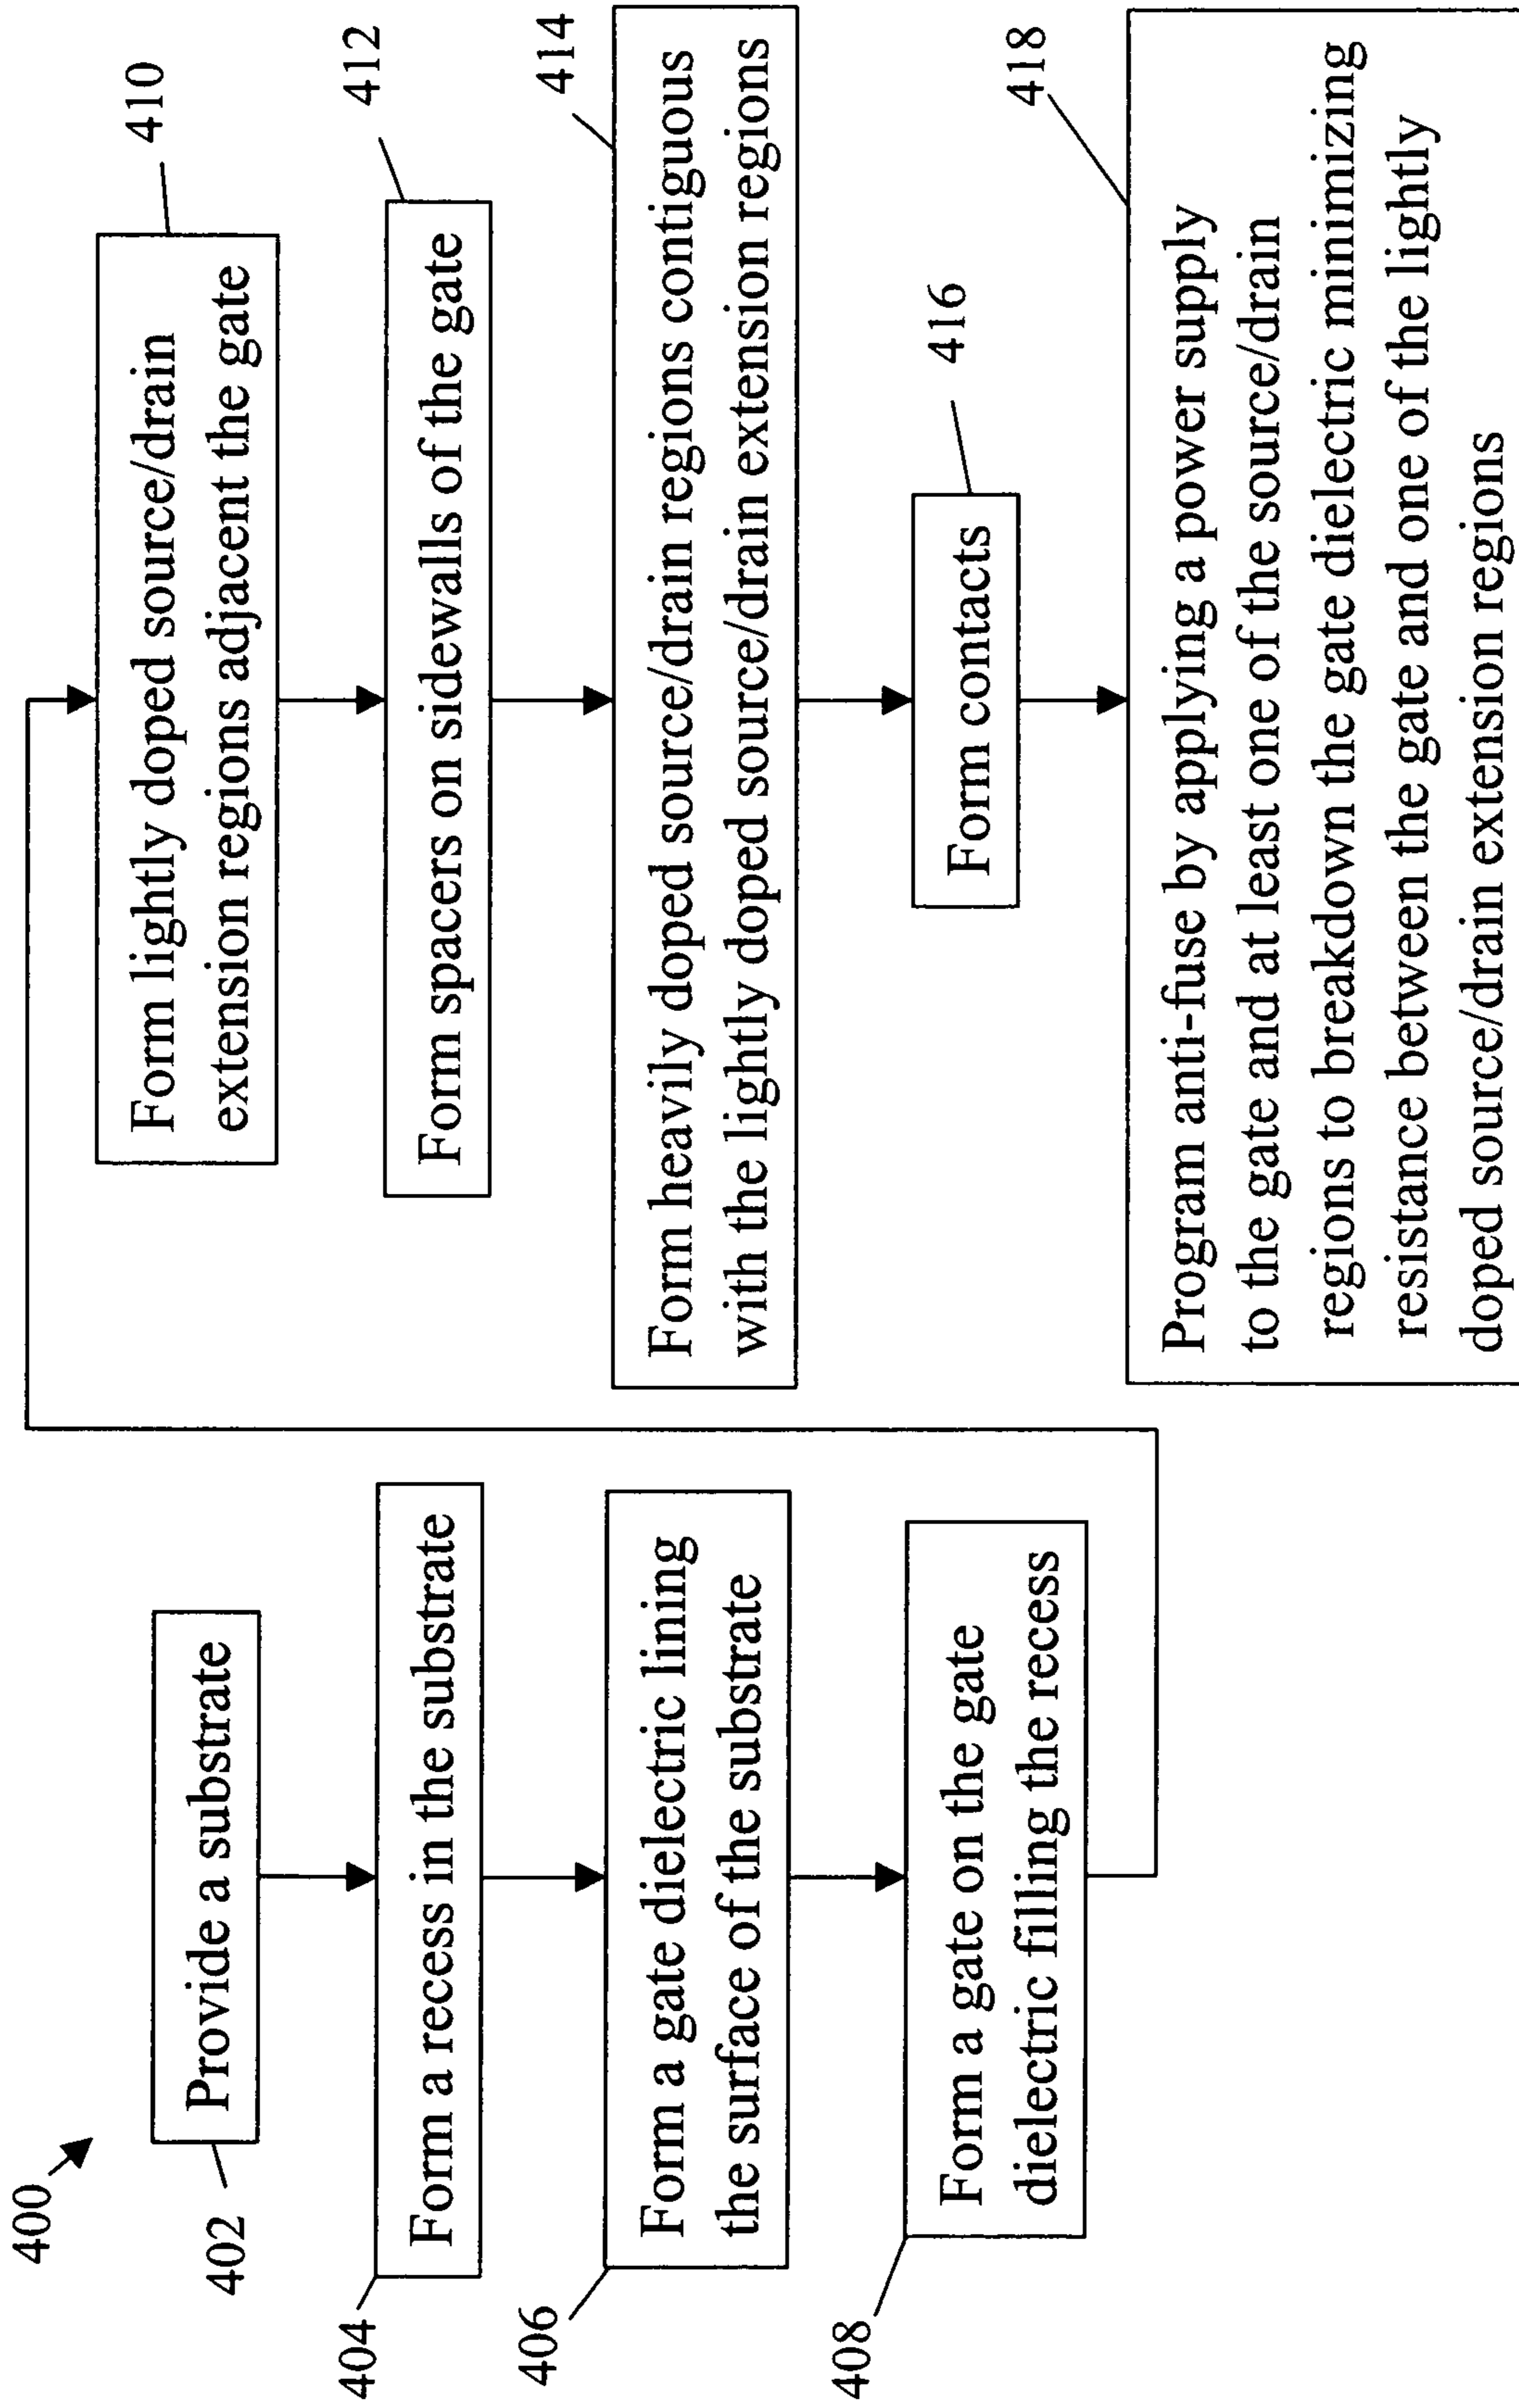 400
402
Provide a substrate
404
Form a recess in the substrate
406
Form a gate dielectric lining
the surface of the substrate
408
Form a gate on the gate
dielectric filling the recess
410
Form lightly doped source/drain
extension regions adjacent the gate
412
Form spacers on sidewalls of the gate
414
Form heavily doped source/drain regions contiguous
with the lightly doped source/drain extension regions
416
Form contacts
418
Program anti-fuse by applying a power supply
to the gate and at least one of the source/drain
regions to breakdown the gate dielectric minimizing
resistance between the gate and one of the lightly
doped source/drain extension regions